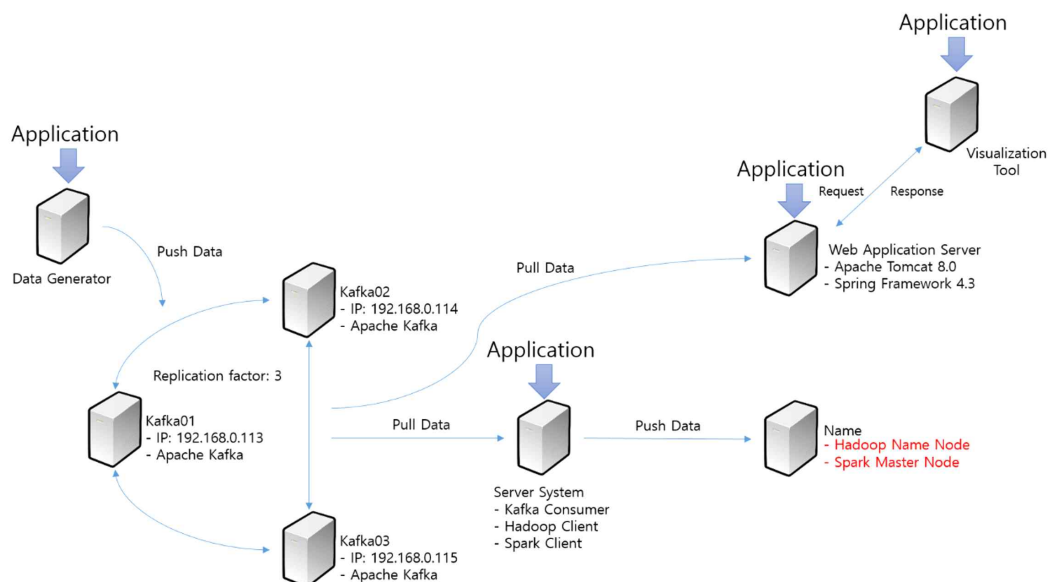 Application
Application
Visualization
Tool
Request
Response
Application
Data Generator
Push Data
Web Application Server
- Apache Tomcat 8.0
- Spring Framework 4.3
Pull Data
Kafka02
- IP: 192.168.0.114
- Apache Kafka
Application
Replication factor: 3
Kafka01
- IP: 192.168.0.113
- Apache Kafka
Pull Data
Push Data
Name
- Hadoop Name Node
- Spark Master Node
Server System
- Kafka Consumer
- Hadoop Client
- Spark Client
Kafka03
- IP: 192.168.0.115
- Apache Kafka